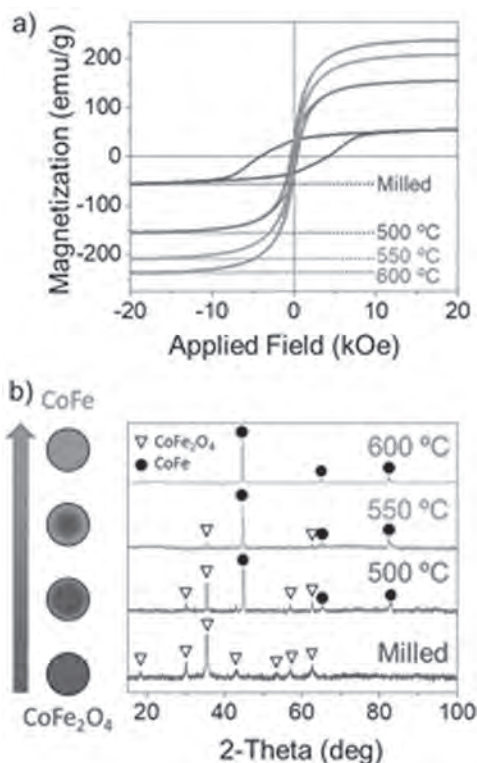 a)
Magnetization (emu/g)
200
100
0
-100
-200
Milled
500 ºC
550 ºC
600 ºC
-20 -10 0 10 20
Applied Field (kOe)
b)
CoFe
CoFe₂O₄
▽ CoFe₂O₄
● CoFe
600 ºC
550 ºC
500 ºC
Milled
20 40 60 80 100
2-Theta (deg)